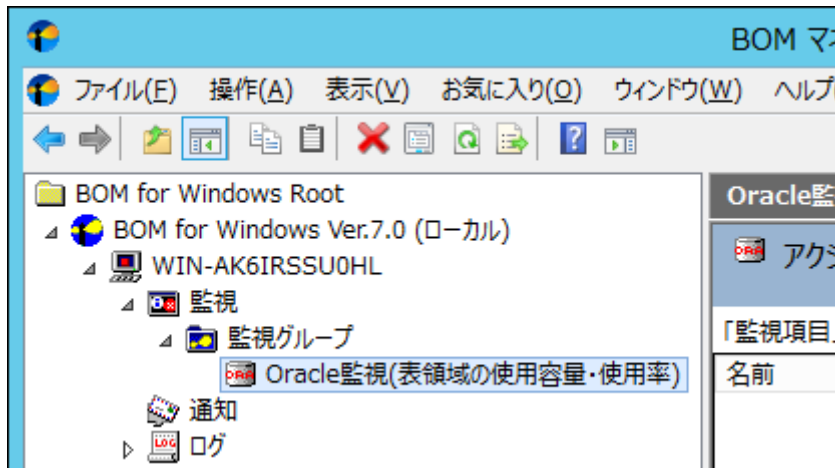 BOM マネ
ファイル(F) 操作(A) 表示(V) お気に入り(O) ウィンドウ(W) ヘルプ
BOM for Windows Root
BOM for Windows Ver.7.0 (ローカル)
WIN-AK6IRSSU0HL
監視
監視グループ
Oracle監視(表領域の使用容量・使用率)
通知
ログ
Oracle監
アクシ
「監視項目」
名前